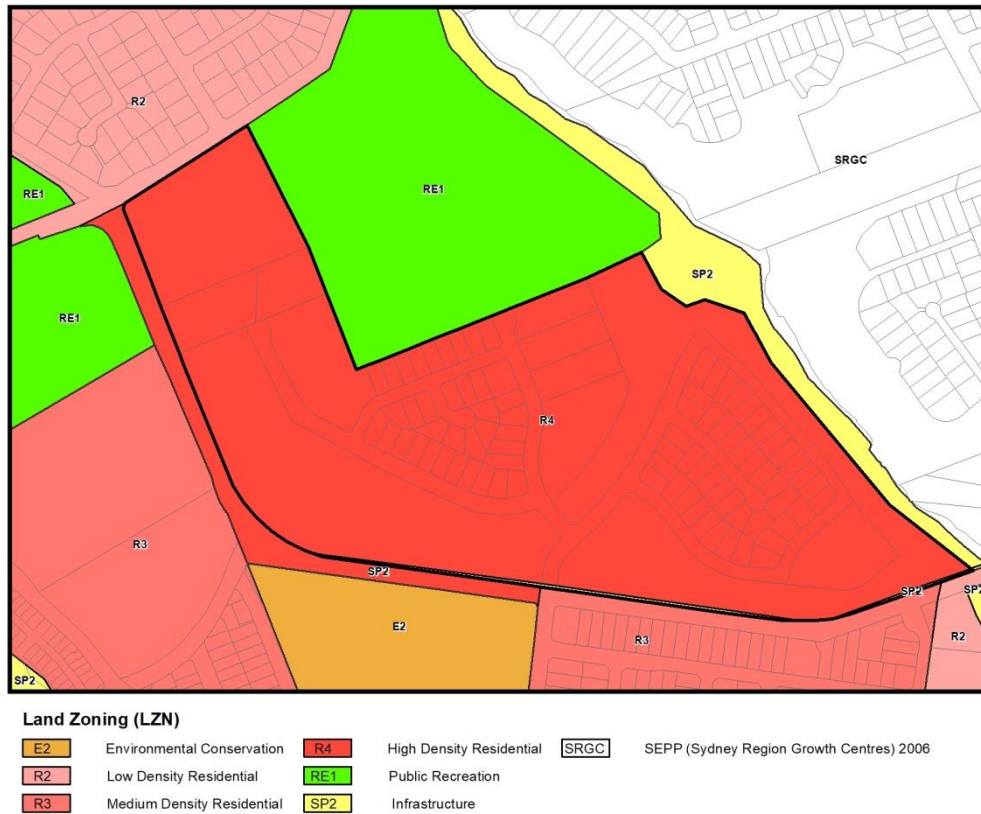 R2
SRGC
RE1
RE1
SP2
RE1
R4
R3
SP2
SP2
SP2
E2
R3
R2
SP2
Land Zoning (LZN)
E2 Environmental Conservation R4 High Density Residential SRGC SEPP (Sydney Region Growth Centres) 2006
R2 Low Density Residential RE1 Public Recreation
R3 Medium Density Residential SP2 Infrastructure